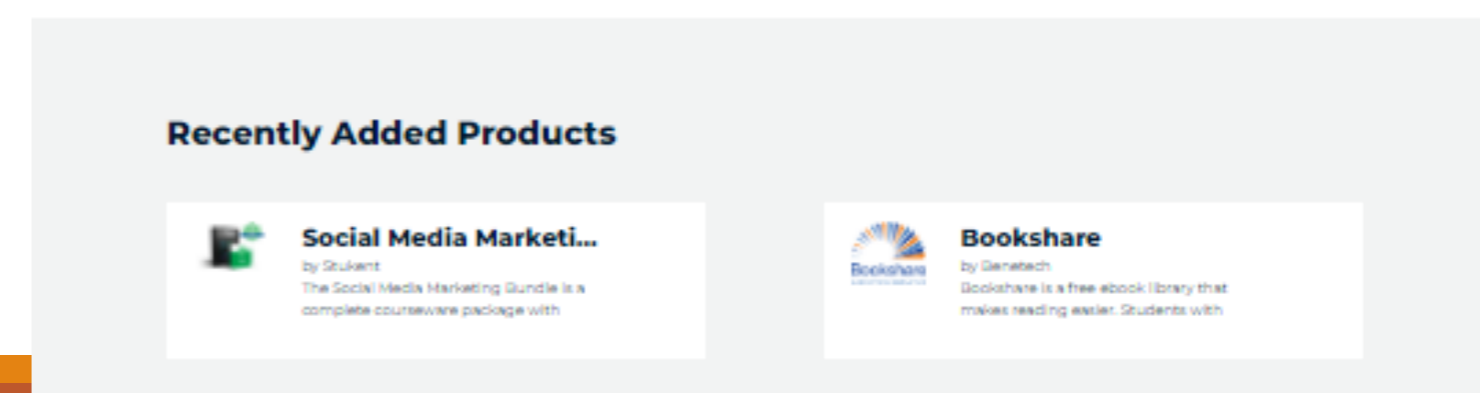 Recently Added Products
Social Media Marketi...
by Stukent
The Social Media Marketing Bundle is a
complete courseware package with
Bookshare
Bookshare
by Benetech
Bookshare is a free ebook library that
makes reading easier. Students with